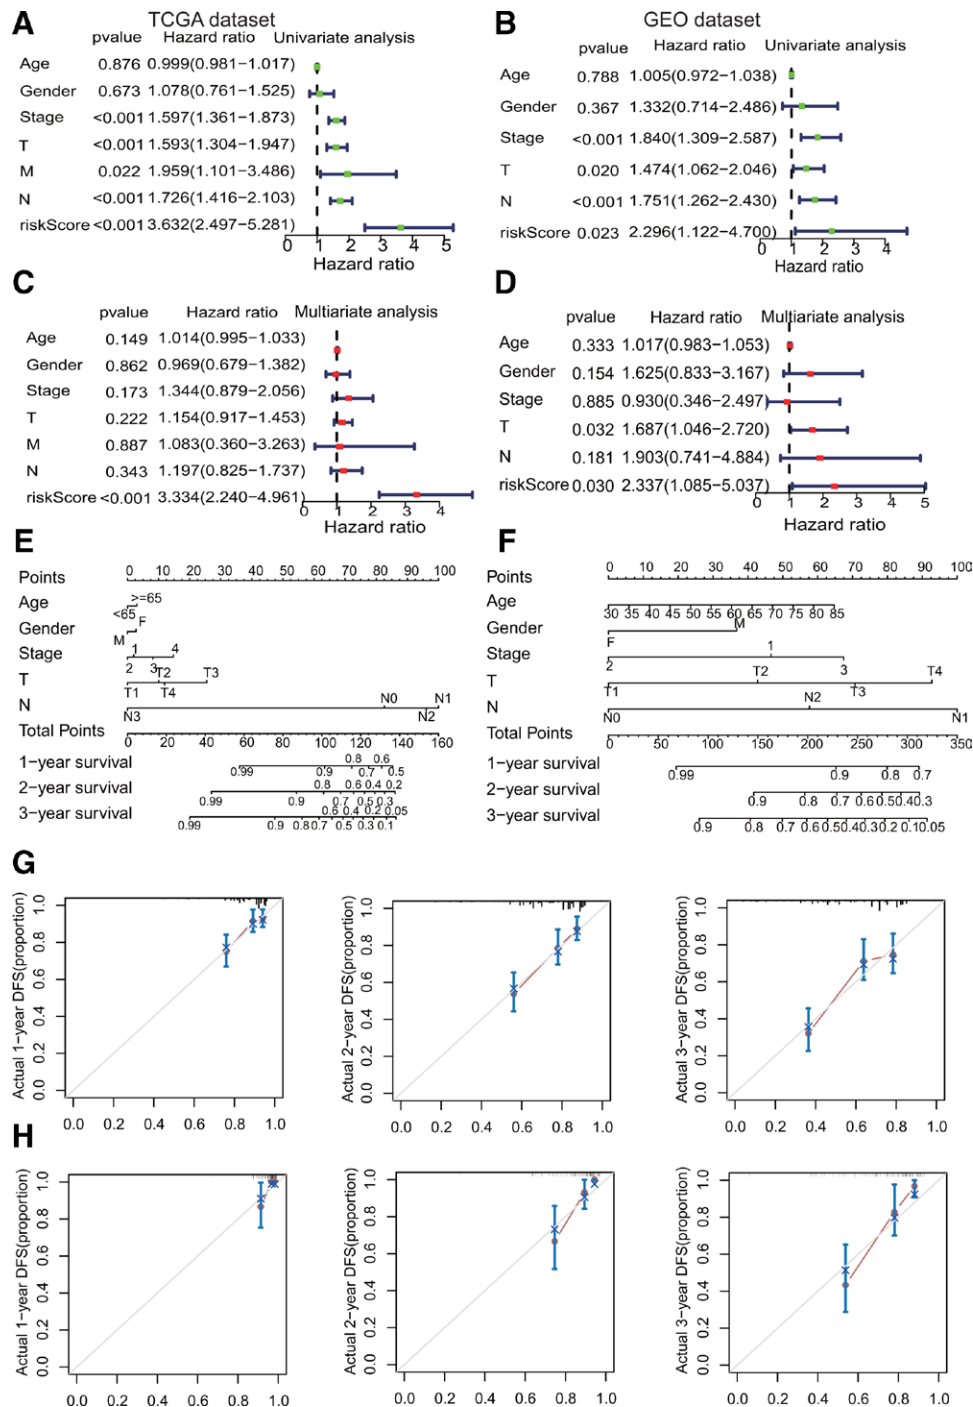 A TCGA dataset
pvalue Hazard ratio Univariate analysis
Age 0.876 0.999(0.981−1.017)
Gender 0.673 1.078(0.761−1.525)
Stage <0.001 1.597(1.361−1.873)
T <0.001 1.593(1.304−1.947)
M 0.022 1.959(1.101−3.486)
N <0.001 1.726(1.416−2.103)
riskScore <0.001 3.632(2.497−5.281)
0 1 2 3 4 5
Hazard ratio
B GEO dataset
pvalue Hazard ratio Univariate analysis
Age 0.788 1.005(0.972−1.038)
Gender 0.367 1.332(0.714−2.486)
Stage <0.001 1.840(1.309−2.587)
T 0.020 1.474(1.062−2.046)
N <0.001 1.751(1.262−2.430)
riskScore 0.023 2.296(1.122−4.700)
0 1 2 3 4
Hazard ratio
C
pvalue Hazard ratio Multiariate analysis
Age 0.149 1.014(0.995−1.033)
Gender 0.862 0.969(0.679−1.382)
Stage 0.173 1.344(0.879−2.056)
T 0.222 1.154(0.917−1.453)
M 0.887 1.083(0.360−3.263)
N 0.343 1.197(0.825−1.737)
riskScore <0.001 3.334(2.240−4.961)
0 1 2 3 4
Hazard ratio
D
pvalue Hazard ratio Multivariate analysis
Age 0.333 1.017(0.983−1.053)
Gender 0.154 1.625(0.833−3.167)
Stage 0.885 0.930(0.346−2.497)
T 0.032 1.687(1.046−2.720)
N 0.181 1.903(0.741−4.884)
riskScore 0.030 2.337(1.085−5.037)
0 1 2 3 4 5
Hazard ratio
E
Points 0 10 20 30 40 50 60 70 80 90 100
Age >=65
<65
Gender F
M
Stage 1 4
2 3
T T2 T3
T1 T4
N N0 N1
N3 N2
Total Points 0 20 40 60 80 100 120 140 160
1-year survival 0.8 0.6
0.99 0.9 0.7 0.5
2-year survival 0.8 0.6 0.4 0.2
0.99 0.9 0.7 0.5 0.3
3-year survival 0.6 0.4 0.2 0.05
0.99 0.9 0.8 0.7 0.5 0.3 0.1
F
Points 0 10 20 30 40 50 60 70 80 90 100
Age
30 35 40 45 50 55 60 65 70 75 80 85
Gender M
F
Stage 1
2 3
T T2 T4
T1 T3
N N2
N0 N1
Total Points 0 50 100 150 200 250 300 350
1-year survival
0.99 0.9 0.8 0.7
2-year survival
0.9 0.8 0.7 0.6 0.5 0.4 0.3
3-year survival
0.9 0.8 0.7 0.6 0.5 0.4 0.3 0.2 0.1 0.05
G
Actual 1−year DFS(proportion)
0.0 0.2 0.4 0.6 0.8 1.0
0.0 0.2 0.4 0.6 0.8 1.0
Actual 2−year DFS(proportion)
0.0 0.2 0.4 0.6 0.8 1.0
0.0 0.2 0.4 0.6 0.8 1.0
Actual 3−year DFS(proportion)
0.0 0.2 0.4 0.6 0.8 1.0
0.0 0.2 0.4 0.6 0.8 1.0
H
Actual 1−year DFS(proportion)
0.0 0.2 0.4 0.6 0.8 1.0
0.0 0.2 0.4 0.6 0.8 1.0
Actual 2−year DFS(proportion)
0.0 0.2 0.4 0.6 0.8 1.0
0.0 0.2 0.4 0.6 0.8 1.0
Actual 3−year DFS(proportion)
0.0 0.2 0.4 0.6 0.8 1.0
0.0 0.2 0.4 0.6 0.8 1.0